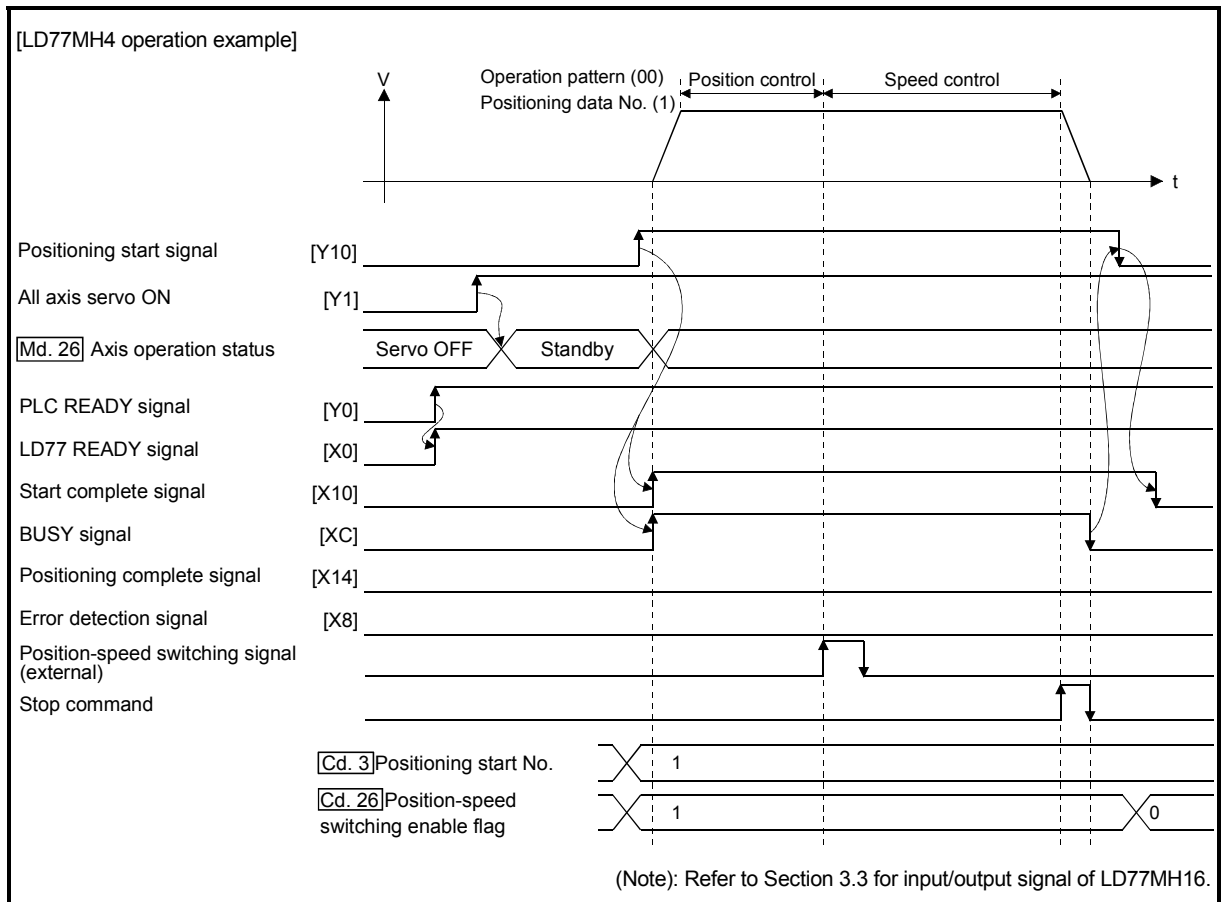 [LD77MH4 operation example]
V
Operation pattern (00)
Position control
Speed control
Positioning data No. (1)
t
Positioning start signal [Y10]
All axis servo ON [Y1]
Md. 26 Axis operation status
Servo OFF
Standby
PLC READY signal [Y0]
LD77 READY signal [X0]
Start complete signal [X10]
BUSY signal [XC]
Positioning complete signal [X14]
Error detection signal [X8]
Position-speed switching signal
(external)
Stop command
Cd. 3 Positioning start No.
1
Cd. 26 Position-speed
switching enable flag
1
0
(Note): Refer to Section 3.3 for input/output signal of LD77MH16.